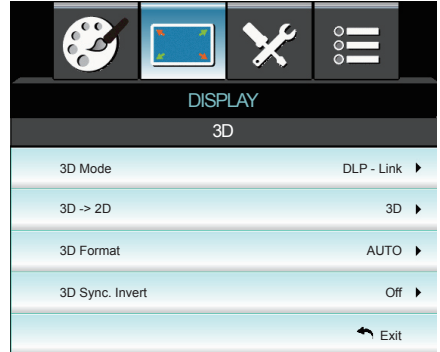 DISPLAY
3D
3D Mode DLP - Link
3D -> 2D 3D
3D Format AUTO
3D Sync. Invert Off
Exit